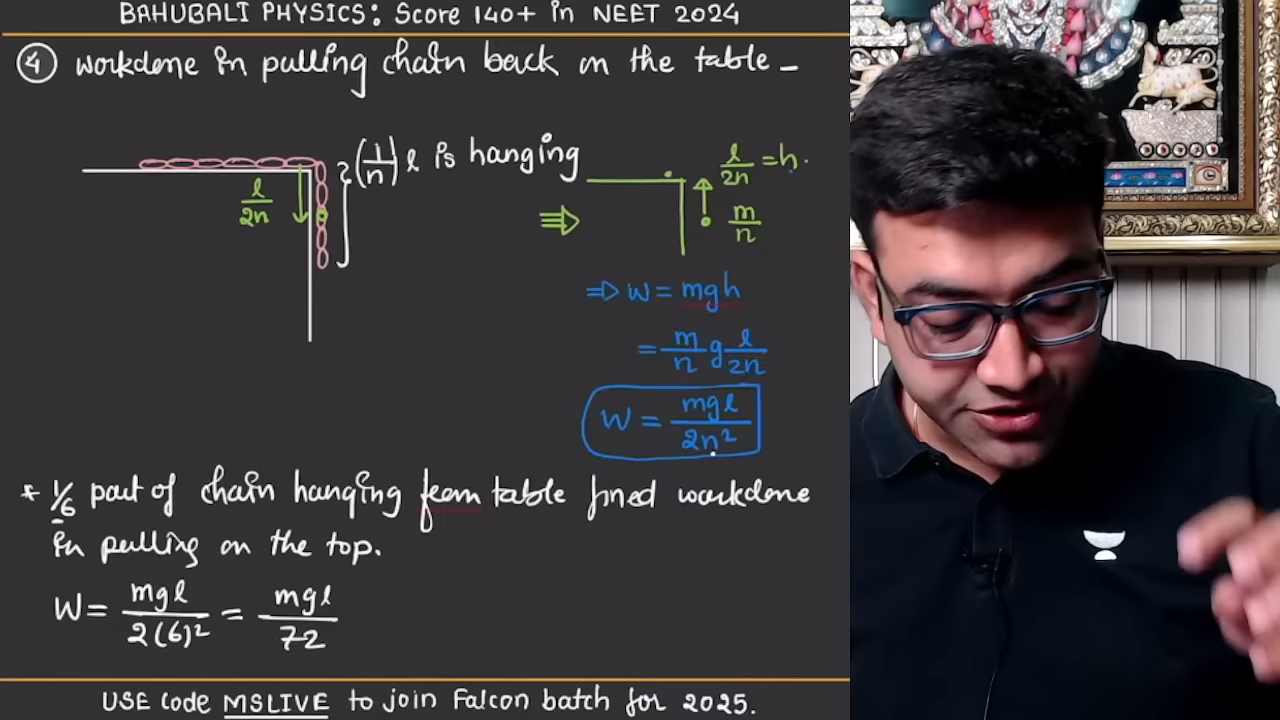 BAHUBALI PHYSICS: Score 140+ in NEET 2024
④ workdone in pulling chain back on the table -
(1/n) l is hanging
l/2n
l/2n = h.
m/n
⇒ W = mgh
= m/n g l/2n
W = mgl/2n²
* 1/6 part of chain hanging from table fined workdone
in pulling on the top.
W = mgl/2(6)² = mgl/72
USE Code MSLIVE to join Falcon batch for 2025.